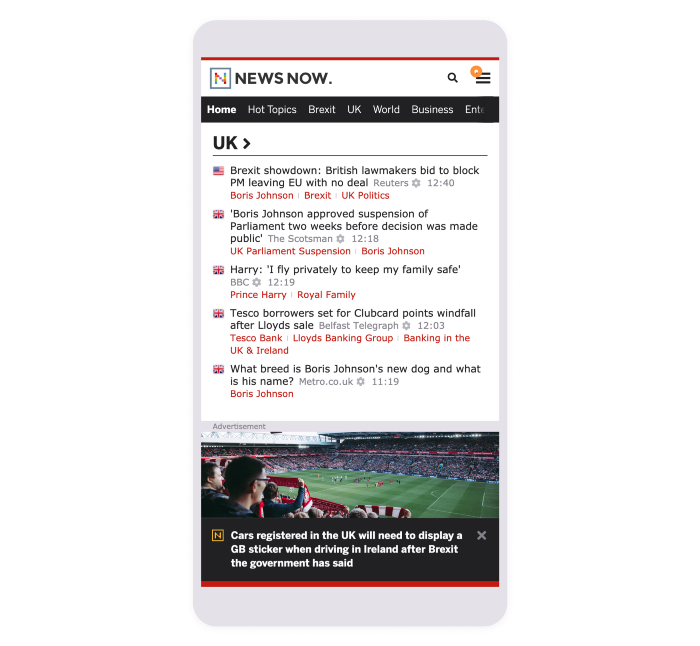 N NEWS NOW.
Home Hot Topics Brexit UK World Business Ente
UK
Brexit showdown: British lawmakers bid to block
PM leaving EU with no deal Reuters 12:40
Boris Johnson Brexit UK Politics
'Boris Johnson approved suspension of
Parliament two weeks before decision was made
public' The Scotsman 12:18
UK Parliament Suspension Boris Johnson
Harry: 'I fly privately to keep my family safe'
BBC 12:19
Prince Harry Royal Family
Tesco borrowers set for Clubcard points windfall
after Lloyds sale Belfast Telegraph 12:03
Tesco Bank Lloyds Banking Group Banking in the
UK & Ireland
What breed is Boris Johnson's new dog and what
is his name? Metro.co.uk 11:19
Boris Johnson
Advertisement
N Cars registered in the UK will need to display a
GB sticker when driving in Ireland after Brexit
the government has said